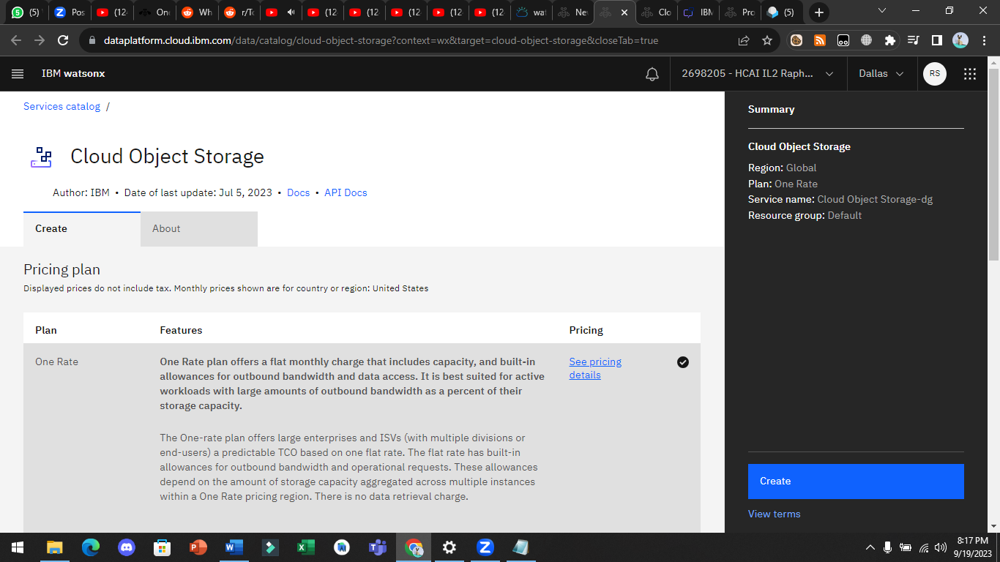 (5)
Pos
(12
One
Wh
r/To
(12
(12
(12
(12
(12
wat
Ne
Clo
IBM
Pro
(5)
dataplatform.cloud.ibm.com/data/catalog/cloud-object-storage?context=wx&target=cloud-object-storage&closeTab=true
IBM watsonx
2698205 - HCAI IL2 Raph...
Dallas
RS
Services catalog /
Cloud Object Storage
Author: IBM • Date of last update: Jul 5, 2023 • Docs • API Docs
Create
About
Pricing plan
Displayed prices do not include tax. Monthly prices shown are for country or region: United States
Plan
Features
Pricing
One Rate
One Rate plan offers a flat monthly charge that includes capacity, and built-in
allowances for outbound bandwidth and data access. It is best suited for active
workloads with large amounts of outbound bandwidth as a percent of their
storage capacity.
See pricing
details
The One-rate plan offers large enterprises and ISVs (with multiple divisions or
end-users) a predictable TCO based on one flat rate. The flat rate has built-in
allowances for outbound bandwidth and operational requests. These allowances
depend on the amount of storage capacity aggregated across multiple instances
within a One Rate pricing region. There is no data retrieval charge.
Summary
Cloud Object Storage
Region: Global
Plan: One Rate
Service name: Cloud Object Storage-dg
Resource group: Default
Create
View terms
8:17 PM
9/19/2023